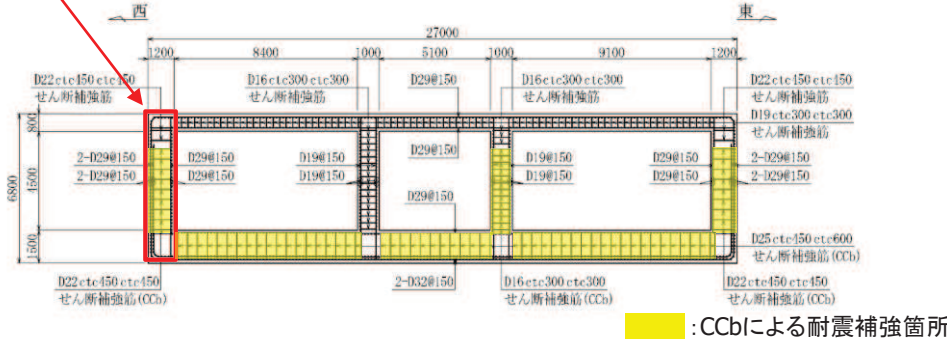 西
東
27000
1200
8400
1000
5100
1000
9100
1200
D22ctc450 ctc450
せん断補強筋
D16ctc300 ctc300
せん断補強筋
D29@150
D16ctc300 ctc300
せん断補強筋
D22ctc450 ctc450
せん断補強筋
D19ctc300 ctc300
せん断補強筋
800
6800
4500
1500
D29@150
2-D29@150
D29@150
D19@150
D19@150
D29@150
2-D29@150
2-D29@150
D29@150
D19@150
D19@150
D29@150
2-D29@150
D29@150
D25ctc450 ctc600
せん断補強筋(CCb)
D22ctc450 ctc450
せん断補強筋(CCb)
2-D32@150
D16ctc300 ctc300
せん断補強筋(CCb)
D22ctc450 ctc450
せん断補強筋(CCb)
:CCbによる耐震補強箇所